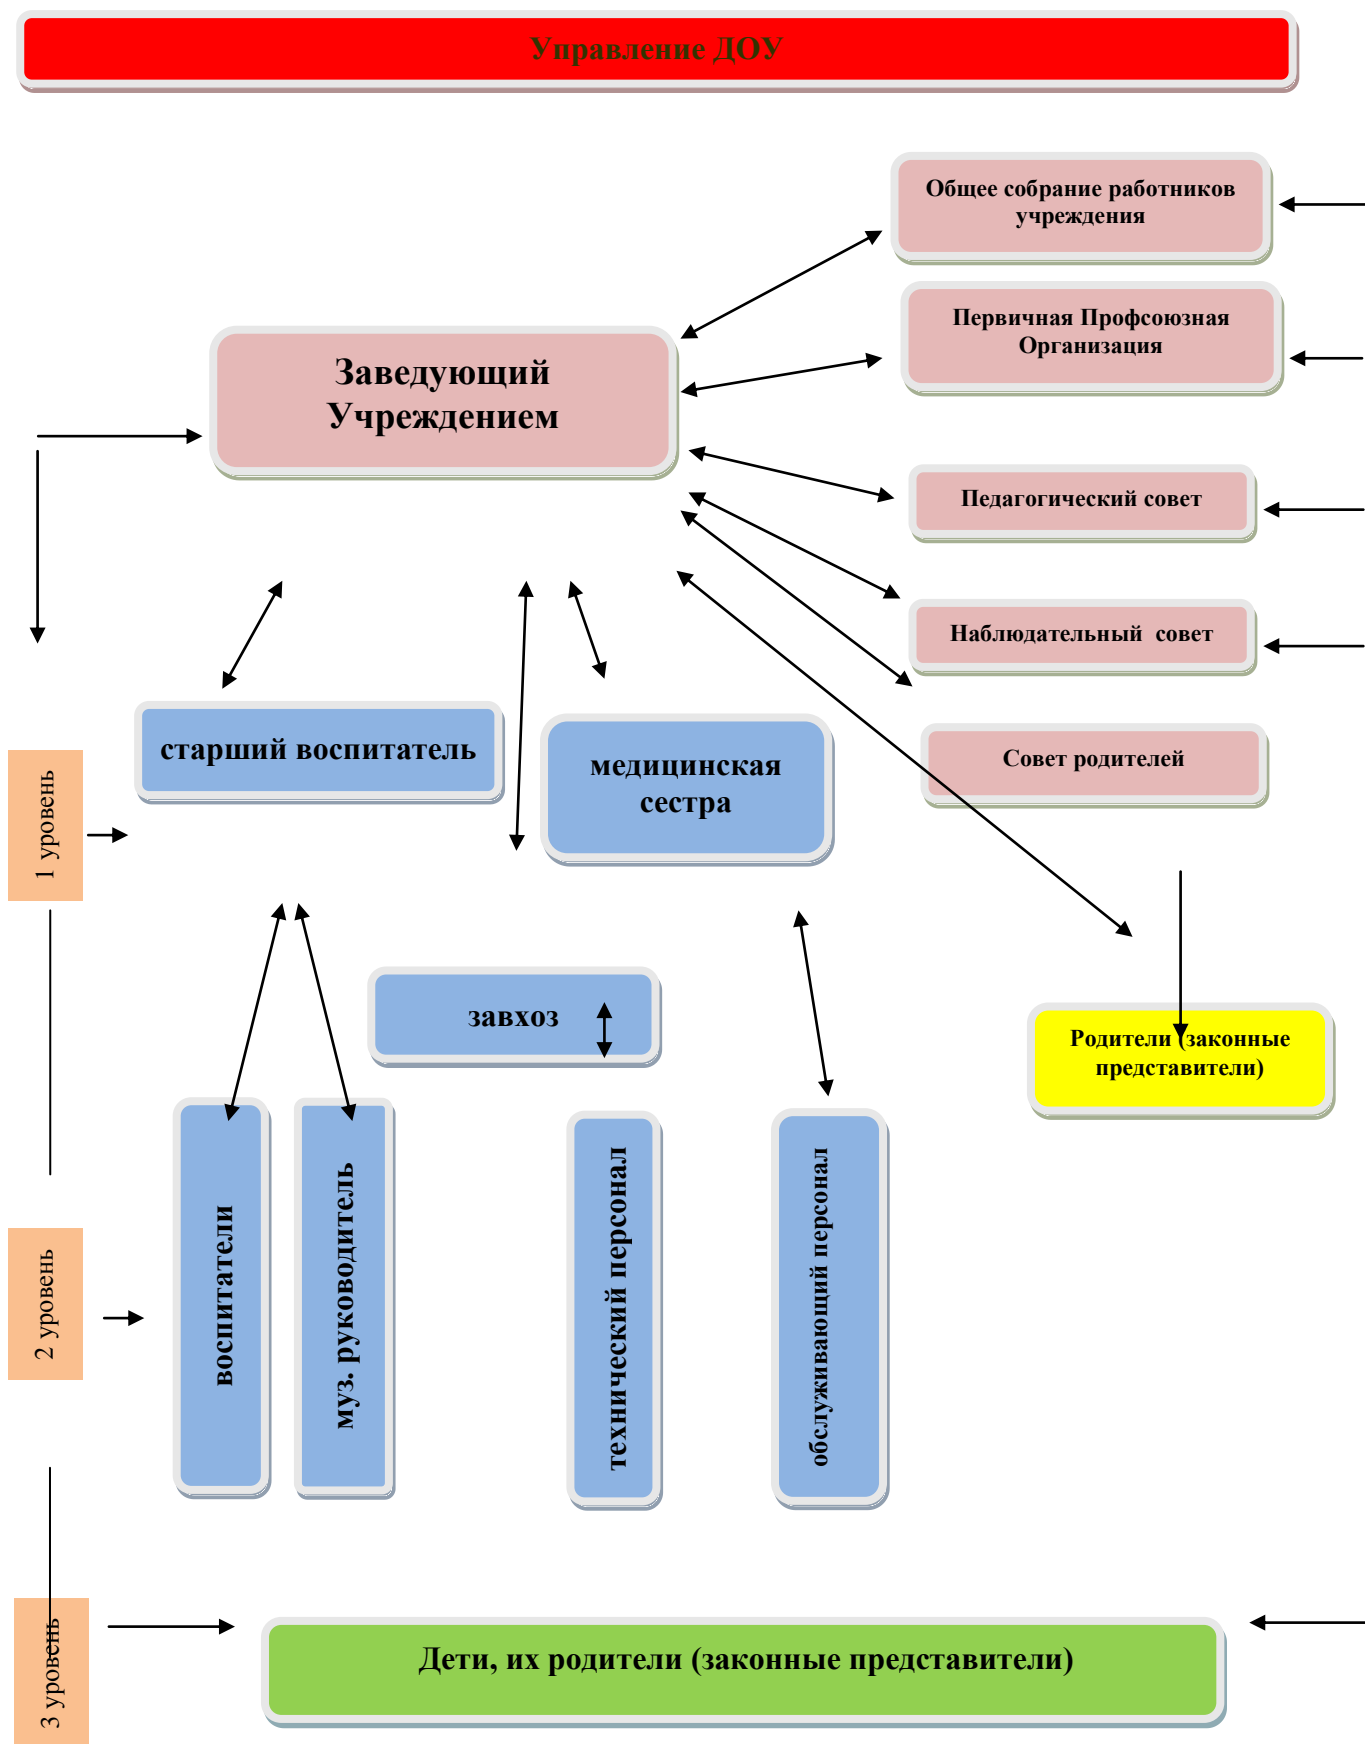 Управление ДОУ
Общее собрание работников
учреждения
Первичная Профсоюзная
Организация
Заведующий
Учреждением
Педагогический совет
Наблюдательный совет
старший воспитатель
медицинская
сестра
Совет родителей
1 уровень
завхоз
Родители (законные
представители)
2 уровень
воспитатели
муз. руководитель
технический персонал
обслуживающий персонал
3 уровень
Дети, их родители (законные представители)